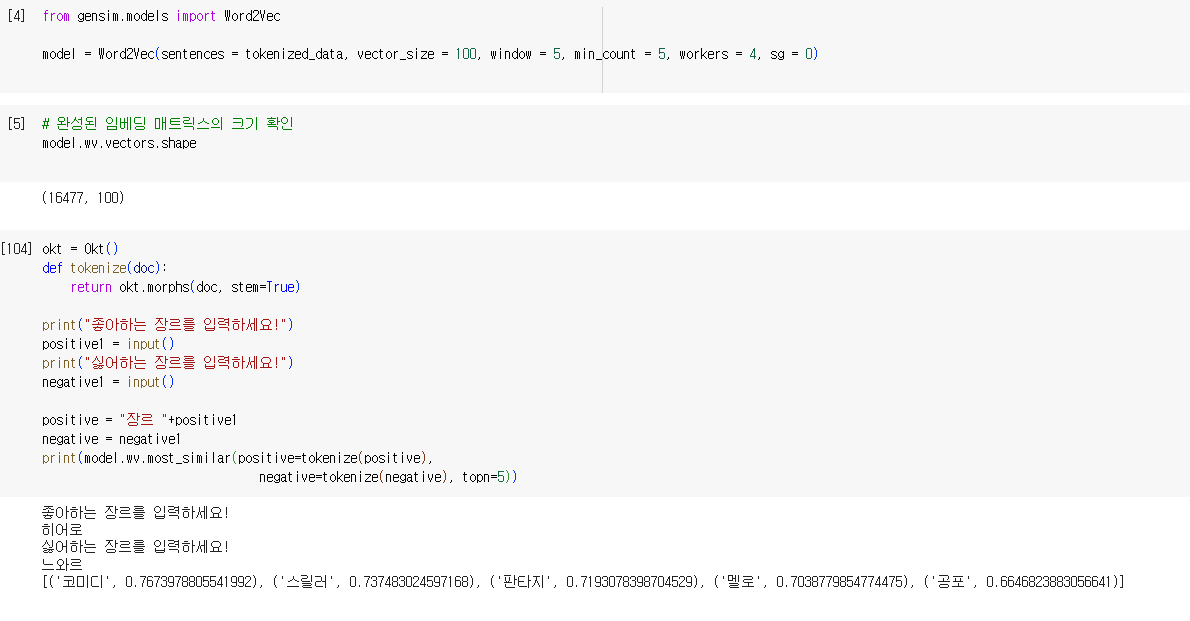 [4] from gensim.models import Word2Vec
model = Word2Vec(sentences = tokenized_data, vector_size = 100, window = 5, min_count = 5, workers = 4, sg = 0)
[5] # 완성된 임베딩 매트릭스의 크기 확인
model.wv.vectors.shape
(16477, 100)
[104] okt = Okt()
def tokenize(doc):
    return okt.morphs(doc, stem=True)
print("좋아하는 장르를 입력하세요!")
positive1 = input()
print("싫어하는 장르를 입력하세요!")
negative1 = input()
positive = "장르 "+positive1
negative = negative1
print(model.wv.most_similar(positive=tokenize(positive),
                            negative=tokenize(negative), topn=5))
좋아하는 장르를 입력하세요!
히어로
싫어하는 장르를 입력하세요!
느와르
[('코미디', 0.7673978805541992), ('스릴러', 0.737483024597168), ('판타지', 0.7193078398704529), ('멜로', 0.7038779854774475), ('공포', 0.6646823883056641)]